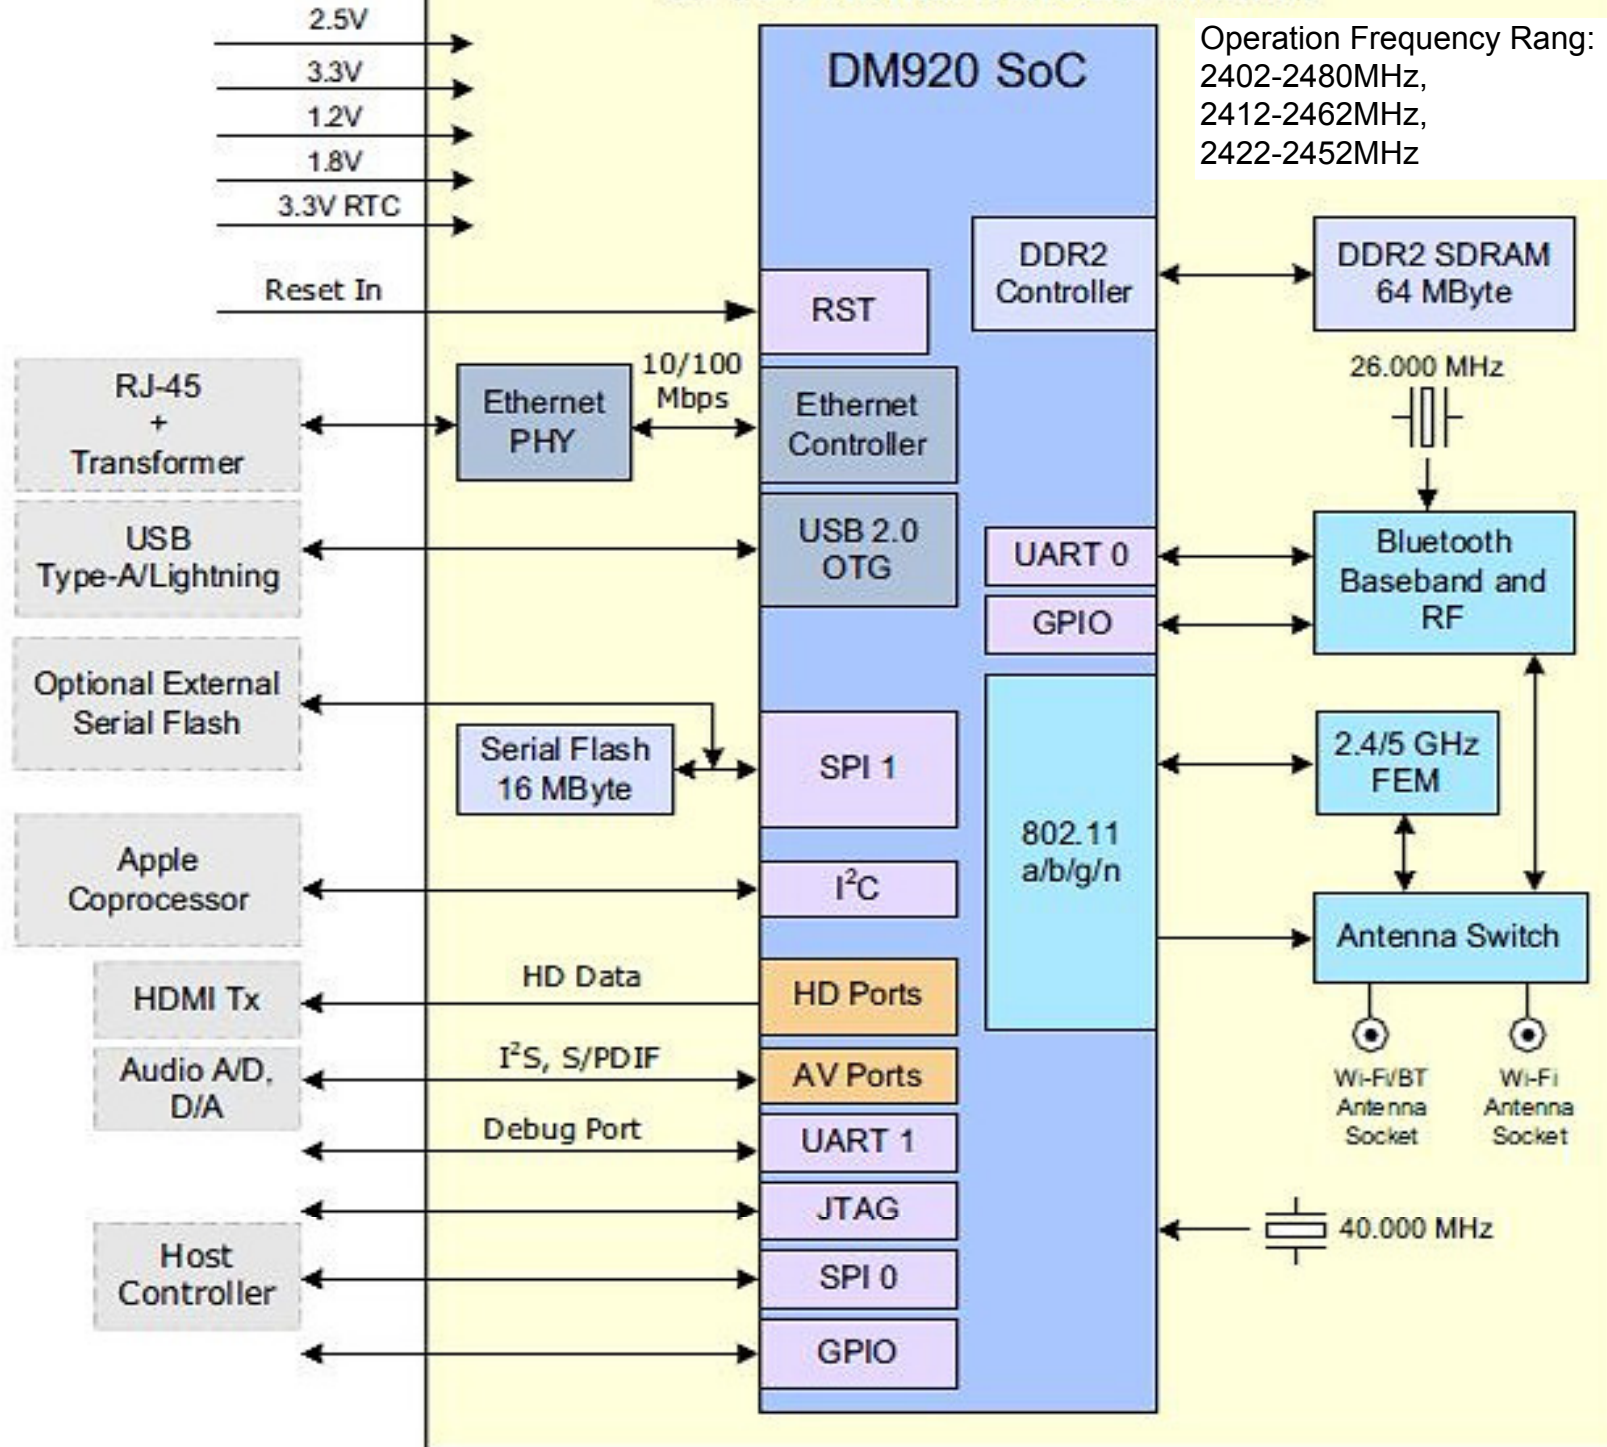 2.5V
3.3V
1.2V
1.8V
3.3V RTC
Reset In
DM920 SoC
Operation Frequency Rang:
2402-2480MHz,
2412-2462MHz,
2422-2452MHz
DDR2
Controller
DDR2 SDRAM
64 MByte
RST
RJ-45
+
Transformer
Ethernet
PHY
10/100
Mbps
Ethernet
Controller
26.000 MHz
USB
Type-A/Lightning
USB 2.0
OTG
UART 0
GPIO
Bluetooth
Baseband and
RF
Optional External
Serial Flash
Serial Flash
16 MByte
SPI 1
802.11
a/b/g/n
2.4/5 GHz
FEM
Apple
Coprocessor
I²C
Antenna Switch
HDMI Tx
HD Data
HD Ports
Audio A/D,
D/A
I²S, S/PDIF
AV Ports
Wi-Fi/BT
Antenna
Socket
Wi-Fi
Antenna
Socket
Debug Port
UART 1
JTAG
40.000 MHz
Host
Controller
SPI 0
GPIO